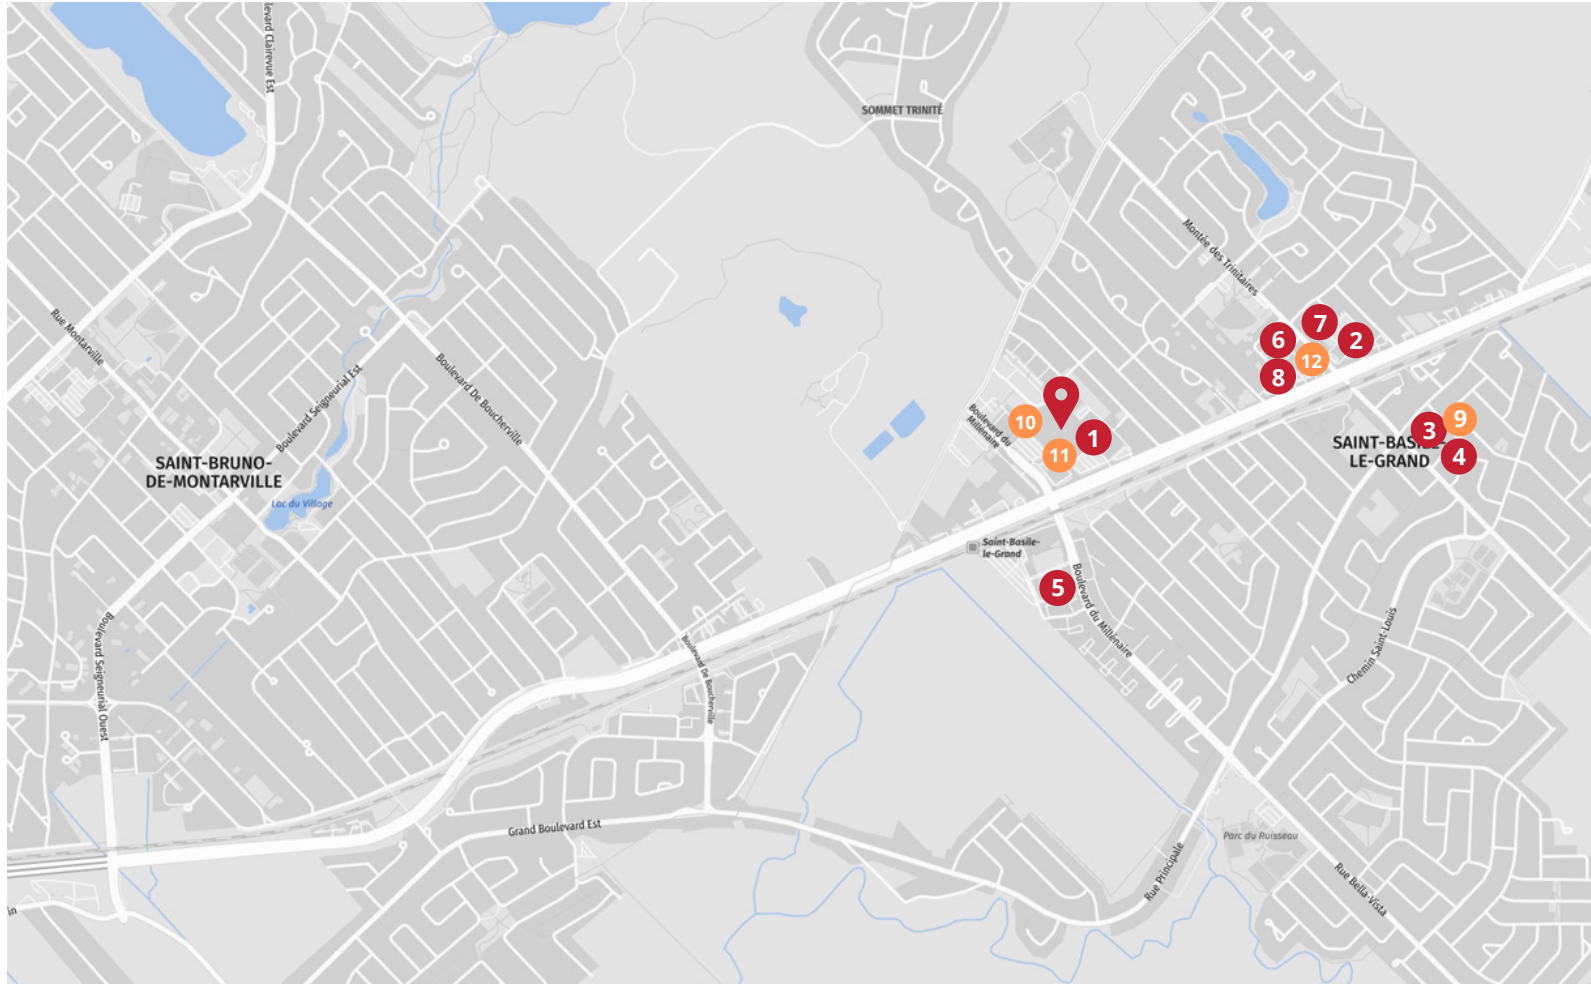 levard Clairevue Est
SOMMET TRINITÉ
Montée des Trinitaires
Rue Montarville
7
6
2
12
8
Boulevard De Boucherville
Boulevard Seigneurial Est
Boulevard du
Millénaire
10
1
11
9
3
SAINT-BASILE-
LE-GRAND
4
SAINT-BRUNO-
DE-MONTARVILLE
Lac du Village
Saint-Basile-
le-Grand
5
Boulevard du Millénaire
Boulevard Seigneurial Ouest
Boulevard De Boucherville
Chemin Saint-Louis
Grand Boulevard Est
Parc du Ruisseau
Rue Principale
Rue Bella-Vista
in